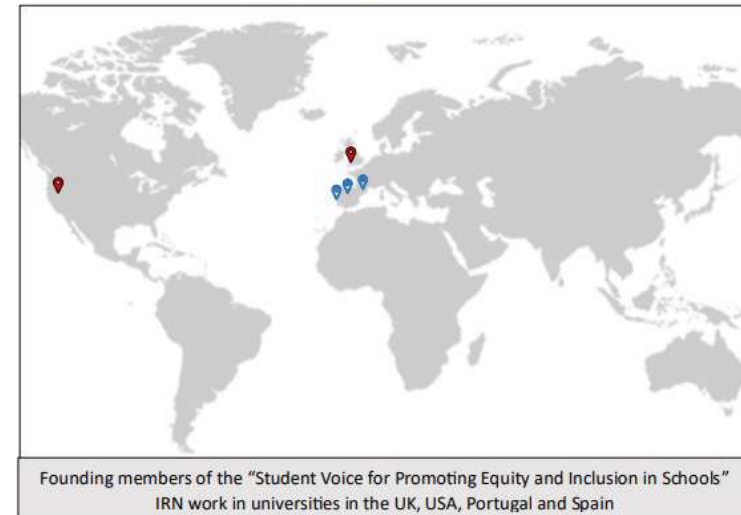 Founding members of the “Student Voice for Promoting Equity and Inclusion in Schools”
IRN work in universities in the UK, USA, Portugal and Spain